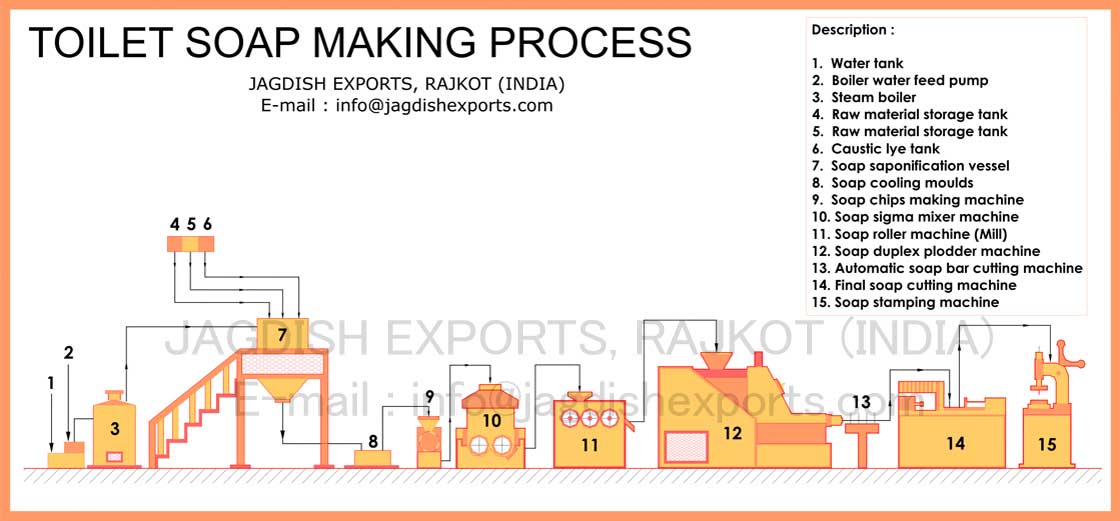 TOILET SOAP MAKING PROCESS
JAGDISH EXPORTS, RAJKOT (INDIA)
E-mail : info@jagdishexports.com
Description :
1. Water tank
2. Boiler water feed pump
3. Steam boiler
4. Raw material storage tank
5. Raw material storage tank
6. Caustic lye tank
7. Soap saponification vessel
8. Soap cooling moulds
9. Soap chips making machine
10. Soap sigma mixer machine
11. Soap roller machine (Mill)
12. Soap duplex plodder machine
13. Automatic soap bar cutting machine
14. Final soap cutting machine
15. Soap stamping machine
4 5 6
7
JAGDISH EXPORTS, RAJKOT (INDIA)
E-mail : info@jagdishexports.com
2
1
3
8
9
10
11
12
13
14
15